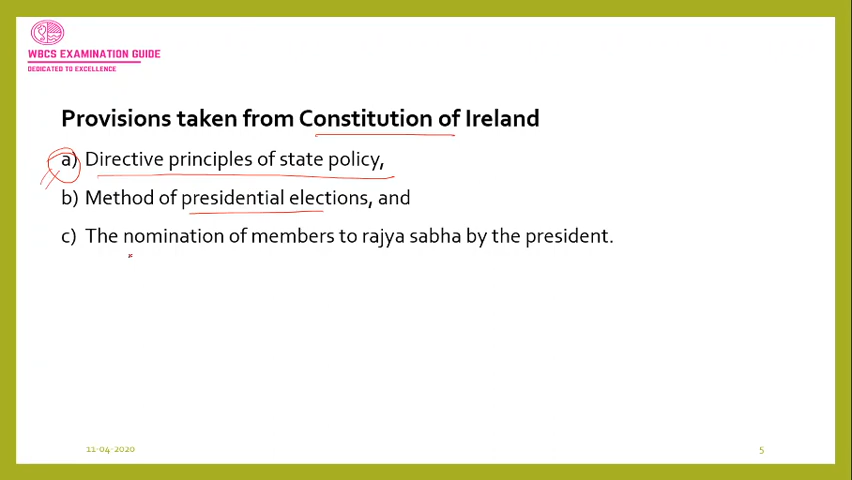 WBCS EXAMINATION GUIDE
DEDICATED TO EXCELLENCE
Provisions taken from Constitution of Ireland
a) Directive principles of state policy,
b) Method of presidential elections, and
c) The nomination of members to rajya sabha by the president.
11-04-2020
5